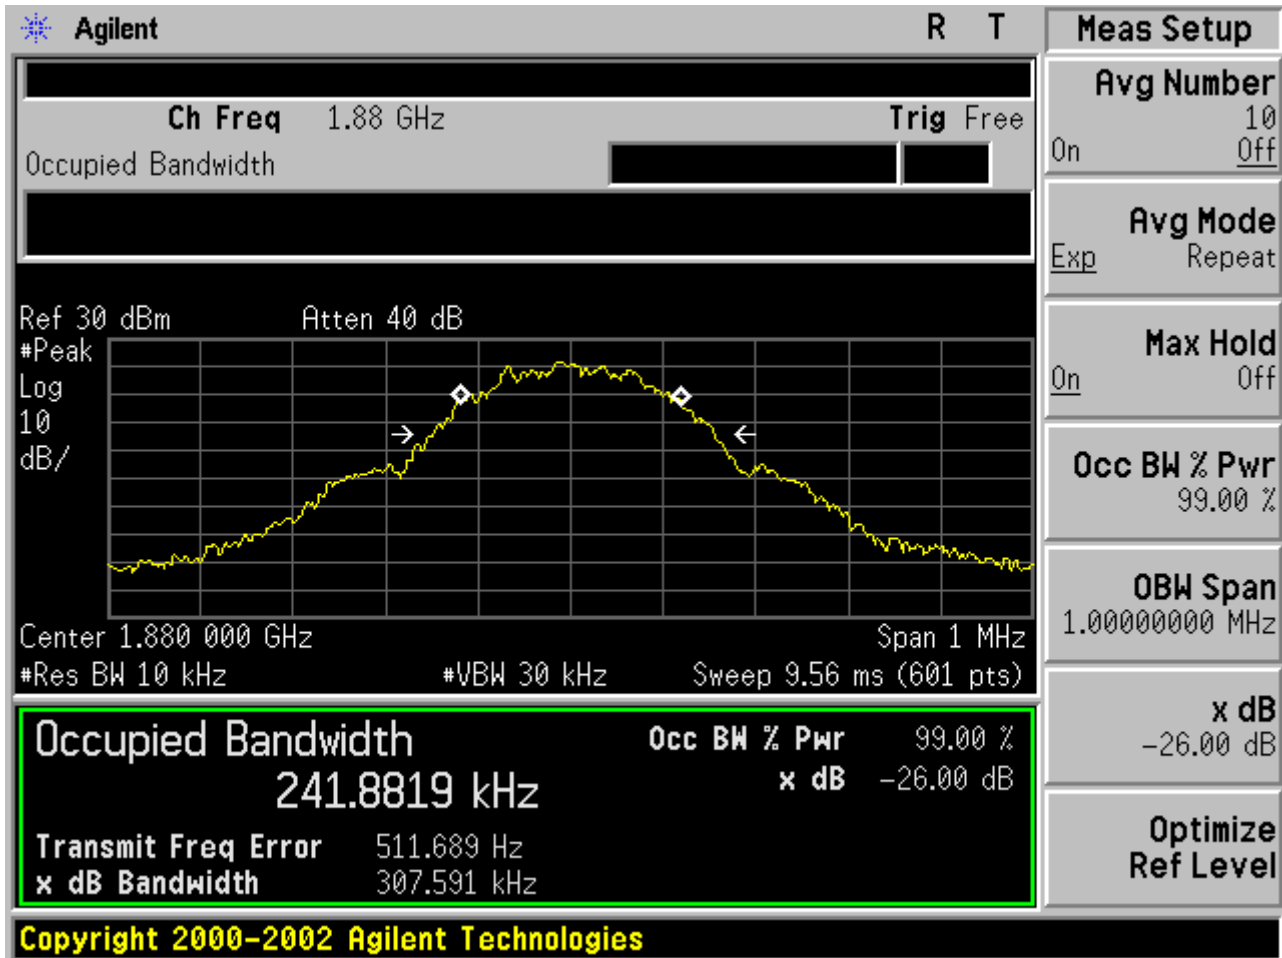 Agilent R T Meas Setup
Ch Freq 1.88 GHz Trig Free
Occupied Bandwidth
Avg Number
10
On Off
Avg Mode
Exp Repeat
Max Hold
On Off
Occ BW % Pwr
99.00 %
OBW Span
1.00000000 MHz
x dB
-26.00 dB
Optimize
Ref Level
Ref 30 dBm Atten 40 dB
#Peak
Log
10
dB/
Center 1.880 000 GHz Span 1 MHz
#Res BW 10 kHz #VBW 30 kHz Sweep 9.56 ms (601 pts)
Occupied Bandwidth Occ BW % Pwr 99.00 %
241.8819 kHz x dB -26.00 dB
Transmit Freq Error 511.689 Hz
x dB Bandwidth 307.591 kHz
Copyright 2000-2002 Agilent Technologies